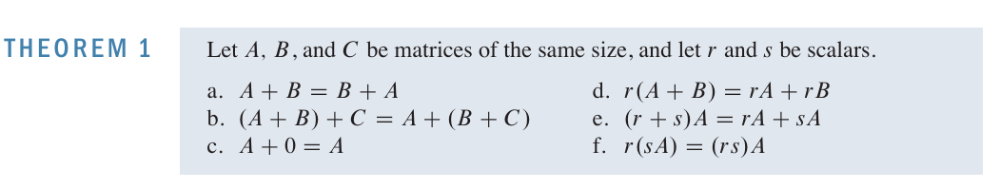 THEOREM 1
Let A, B, and C be matrices of the same size, and let r and s be scalars.
a. A + B = B + A
b. (A + B) + C = A + (B + C)
c. A + 0 = A
d. r(A + B) = rA + rB
e. (r + s)A = rA + sA
f. r(sA) = (rs)A